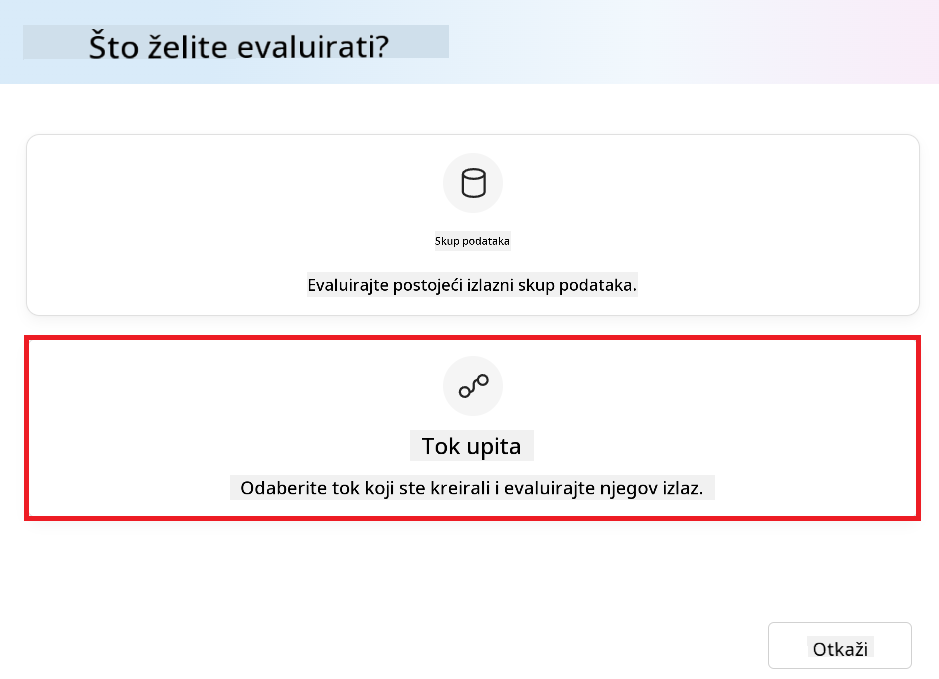 Što želite evaluirati?
Skup podataka
Evaluirajte postojeći izlazni skup podataka.
Tok upita
Odaberite tok koji ste kreirali i evaluirajte njegov izlaz.
Otkaži